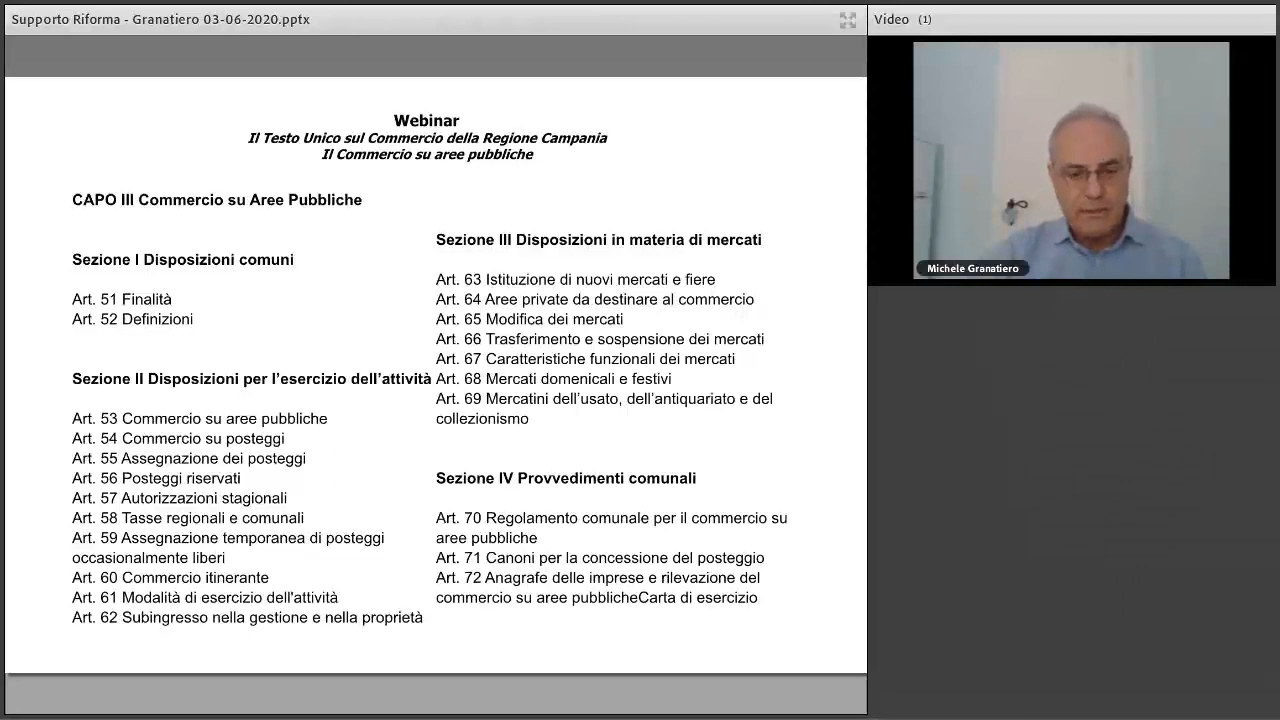 Supporto Riforma - Granatiero 03-06-2020.pptx
Video (1)
Michele Granatiero
Webinar
Il Testo Unico sul Commercio della Regione Campania
Il Commercio su aree pubbliche
CAPO III Commercio su Aree Pubbliche
Sezione I Disposizioni comuni
Art. 51 Finalità
Art. 52 Definizioni
Sezione II Disposizioni per l’esercizio dell’attività
Art. 53 Commercio su aree pubbliche
Art. 54 Commercio su posteggi
Art. 55 Assegnazione dei posteggi
Art. 56 Posteggi riservati
Art. 57 Autorizzazioni stagionali
Art. 58 Tasse regionali e comunali
Art. 59 Assegnazione temporanea di posteggi
occasionalmente liberi
Art. 60 Commercio itinerante
Art. 61 Modalità di esercizio dell'attività
Art. 62 Subingresso nella gestione e nella proprietà
Sezione III Disposizioni in materia di mercati
Art. 63 Istituzione di nuovi mercati e fiere
Art. 64 Aree private da destinare al commercio
Art. 65 Modifica dei mercati
Art. 66 Trasferimento e sospensione dei mercati
Art. 67 Caratteristiche funzionali dei mercati
Art. 68 Mercati domenicali e festivi
Art. 69 Mercatini dell’usato, dell’antiquariato e del
collezionismo
Sezione IV Provvedimenti comunali
Art. 70 Regolamento comunale per il commercio su
aree pubbliche
Art. 71 Canoni per la concessione del posteggio
Art. 72 Anagrafe delle imprese e rilevazione del
commercio su aree pubblicheCarta di esercizio